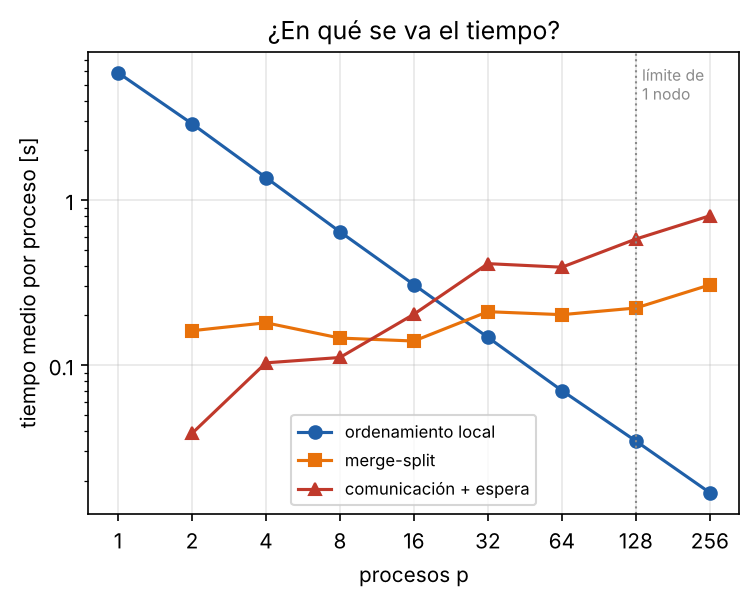 ¿En qué se va el tiempo?
límite de
1 nodo
tiempo medio por proceso [s]
1
0.1
ordenamiento local
merge-split
comunicación + espera
1 2 4 8 16 32 64 128 256
procesos p